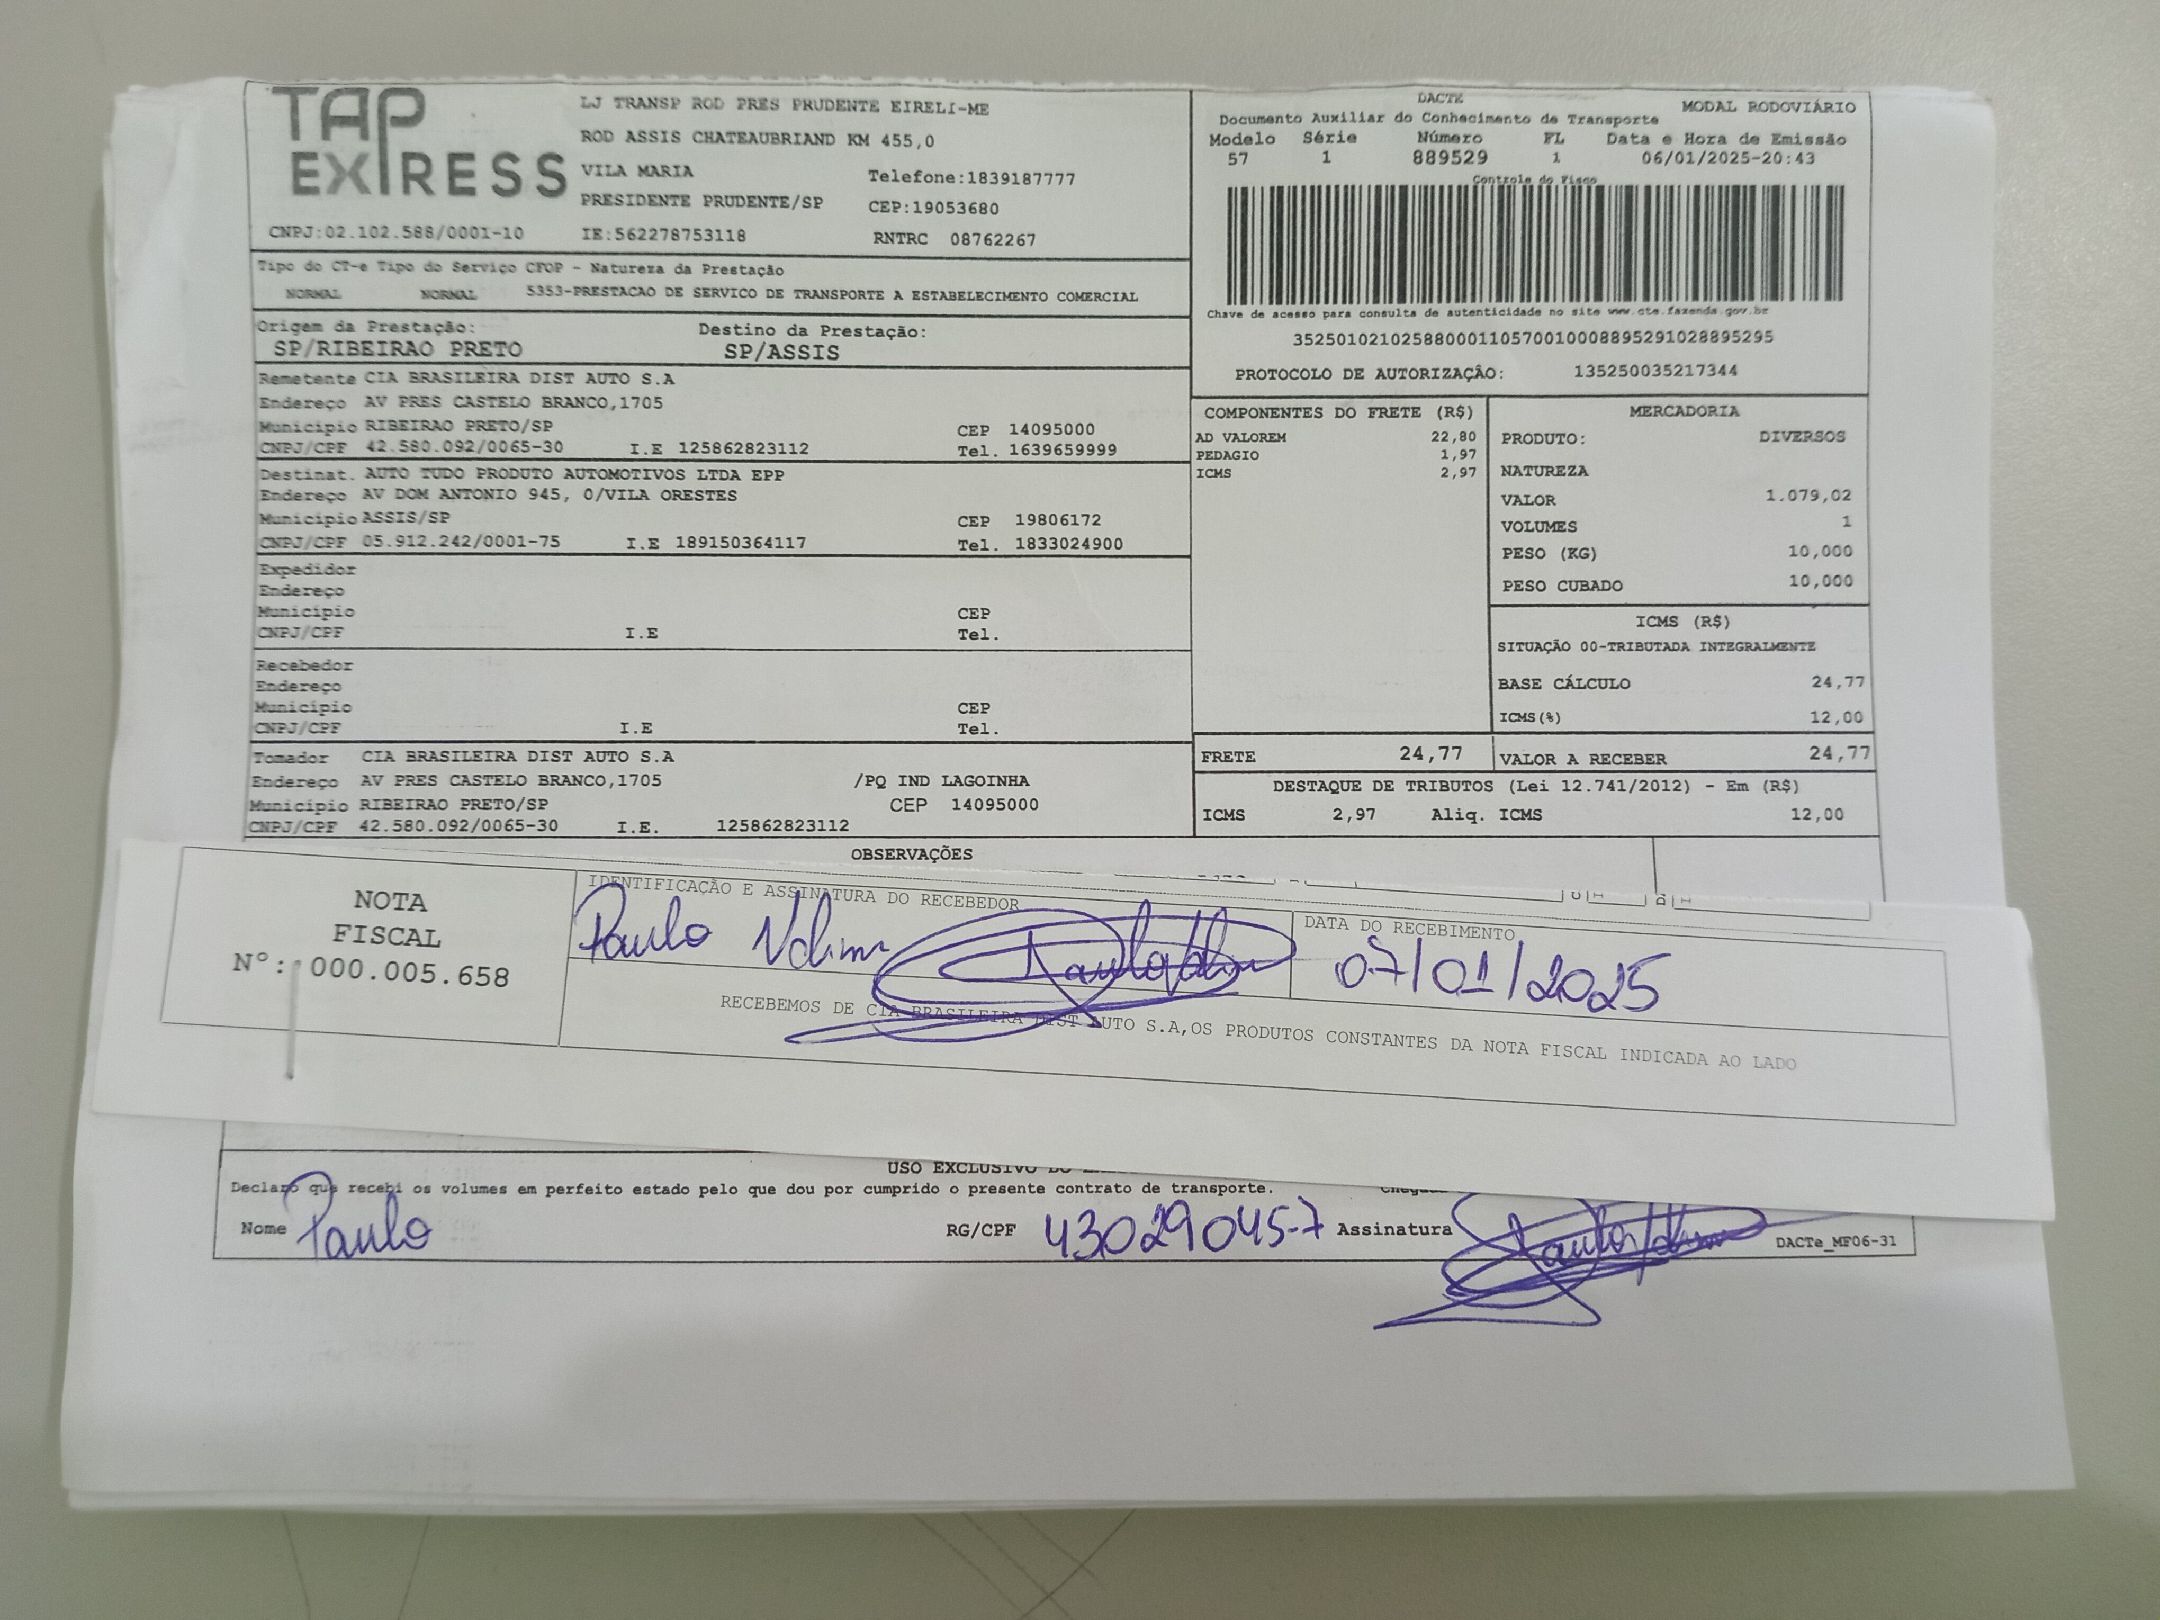 TAP EXPRESS
LJ TRANSP ROD PRES PRUDENTE EIRELI-ME
ROD ASSIS CHATEAUBRIAND KM 455,0
VILA MARIA Telefone:1839187777
PRESIDENTE PRUDENTE/SP CEP:19053680
CNPJ:02.102.588/0001-10 IE:562278753118 RNTRC 08762267
DACTE MODAL RODOVIÁRIO
Documento Auxiliar do Conhecimento de Transporte
Modelo Série Número FL Data e Hora de Emissão
57 1 889529 1 06/01/2025-20:43
Controle do Fisco
Chave de acesso para consulta de autenticidade no site www.cte.fazenda.gov.br
35250102102588000110570010008895291028895295
PROTOCOLO DE AUTORIZAÇÂO: 135250035217344
Tipo do CT-e Tipo do Serviço CFOP - Natureza da Prestação
NORMAL NORMAL 5353-PRESTACAO DE SERVICO DE TRANSPORTE A ESTABELECIMENTO COMERCIAL
Origem da Prestação: Destino da Prestação:
SP/RIBEIRAO PRETO SP/ASSIS
Remetente CIA BRASILEIRA DIST AUTO S.A
Endereço AV PRES CASTELO BRANCO,1705
Município RIBEIRAO PRETO/SP CEP 14095000
CNPJ/CPF 42.580.092/0065-30 I.E 125862823112 Tel. 1639659999
Destinat. AUTO TUDO PRODUTO AUTOMOTIVOS LTDA EPP
Endereço AV DOM ANTONIO 945, 0/VILA ORESTES
Município ASSIS/SP CEP 19806172
CNPJ/CPF 05.912.242/0001-75 I.E 189150364117 Tel. 1833024900
Expedidor
Endereço
Município CEP
CNPJ/CPF I.E Tel.
Recebedor
Endereço
Município CEP
CNPJ/CPF I.E Tel.
Tomador CIA BRASILEIRA DIST AUTO S.A
Endereço AV PRES CASTELO BRANCO,1705 /PQ IND LAGOINHA
Município RIBEIRAO PRETO/SP CEP 14095000
CNPJ/CPF 42.580.092/0065-30 I.E. 125862823112
COMPONENTES DO FRETE (R$)
AD VALOREM 22,80
PEDAGIO 1,97
ICMS 2,97
MERCADORIA
PRODUTO: DIVERSOS
NATUREZA
VALOR 1.079,02
VOLUMES 1
PESO (KG) 10,000
PESO CUBADO 10,000
ICMS (R$)
SITUAÇÃO 00-TRIBUTADA INTEGRALMENTE
BASE CÁLCULO 24,77
ICMS(%) 12,00
FRETE 24,77 VALOR A RECEBER 24,77
DESTAQUE DE TRIBUTOS (Lei 12.741/2012) - Em (R$)
ICMS 2,97 Aliq. ICMS 12,00
OBSERVAÇÕES
NOTA
FISCAL
Nº: 000.005.658
IDENTIFICAÇÃO E ASSINATURA DO RECEBEDOR
Paulo
DATA DO RECEBIMENTO
07/01/2025
RECEBEMOS DE CIA BRASILEIRA DIST AUTO S.A,OS PRODUTOS CONSTANTES DA NOTA FISCAL INDICADA AO LADO
USO EXCLUSIVO
Declaro que recebi os volumes em perfeito estado pelo que dou por cumprido o presente contrato de transporte.
Nome Paulo RG/CPF 43029045-7 Assinatura DACTe_MF06-31